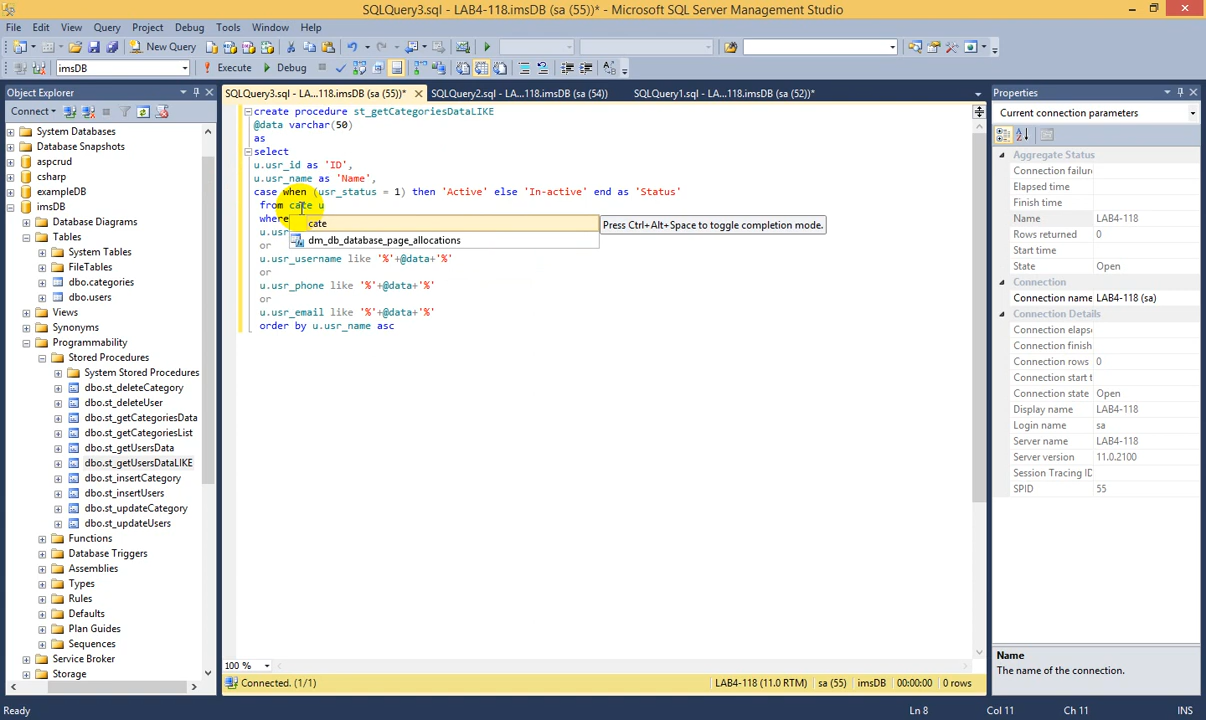 SQLQuery3.sql - LAB4-118.imsDB (sa (55))* - Microsoft SQL Server Management Studio
File Edit View Query Project Debug Tools Window Help
New Query
imsDB Execute Debug
Object Explorer
Connect
System Databases
Database Snapshots
aspcrud
csharp
exampleDB
imsDB
Database Diagrams
Tables
System Tables
FileTables
dbo.categories
dbo.users
Views
Synonyms
Programmability
Stored Procedures
System Stored Procedures
dbo.st_deleteCategory
dbo.st_deleteUser
dbo.st_getCategoriesData
dbo.st_getCategoriesList
dbo.st_getUsersData
dbo.st_getUsersDataLIKE
dbo.st_insertCategory
dbo.st_insertUsers
dbo.st_updateCategory
dbo.st_updateUsers
Functions
Database Triggers
Assemblies
Types
Rules
Defaults
Plan Guides
Sequences
Service Broker
Storage
SQLQuery3.sql - LA...118.imsDB (sa (55))* SQLQuery2.sql - LA...118.imsDB (sa (54)) SQLQuery1.sql - LA...118.imsDB (sa (52))*
create procedure st_getCategoriesDataLIKE
@data varchar(50)
as
select
u.usr_id as 'ID',
u.usr_name as 'Name',
case when (usr_status = 1) then 'Active' else 'In-active' end as 'Status'
from cate u
where
u.usr
or
u.usr_username like '%'+@data+'%'
or
u.usr_phone like '%'+@data+'%'
or
u.usr_email like '%'+@data+'%'
order by u.usr_name asc
cate
dm_db_database_page_allocations
Press Ctrl+Alt+Space to toggle completion mode.
100 %
Connected. (1/1) LAB4-118 (11.0 RTM) sa (55) imsDB 00:00:00 0 rows
Properties
Current connection parameters
Aggregate Status
Connection failure
Elapsed time
Finish time
Name LAB4-118
Rows returned 0
Start time
State Open
Connection
Connection name LAB4-118 (sa)
Connection Details
Connection elaps
Connection finish
Connection rows 0
Connection start t
Connection state Open
Display name LAB4-118
Login name sa
Server name LAB4-118
Server version 11.0.2100
Session Tracing ID
SPID 55
Name
The name of the connection.
Ready Ln 8 Col 11 Ch 11 INS